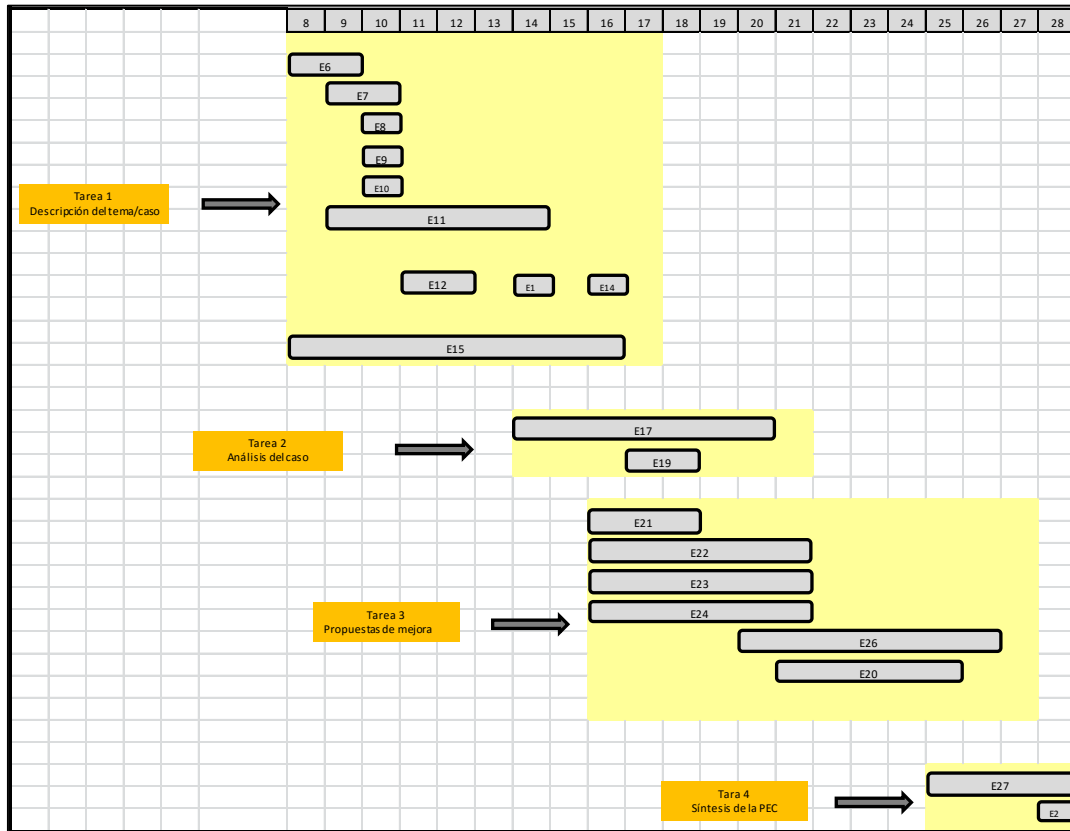 8 9 10 11 12 13 14 15 16 17 18 19 20 21 22 23 24 25 26 27 28
E6
E7
E8
E9
E10
Tarea 1
Descripción del tema/caso
E11
E12 E1 E14
E15
E17
Tarea 2
Análisis del caso
E19
E21
E22
E23
E24
Tarea 3
Propuestas de mejora
E26
E20
E27
Tara 4
Síntesis de la PEC
E2